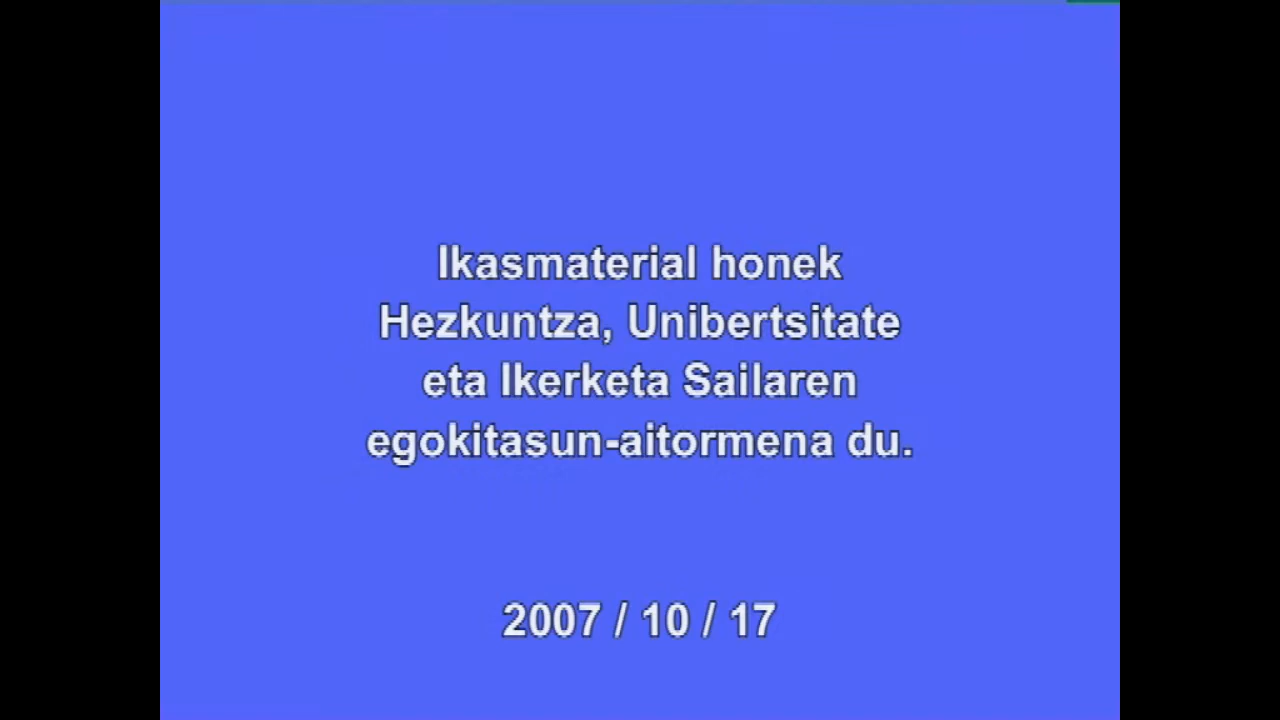 Ikasmaterial honek
Hezkuntza, Unibertsitate
eta Ikerketa Sailaren
egokitasun-aitormena du.
2007 / 10 / 17